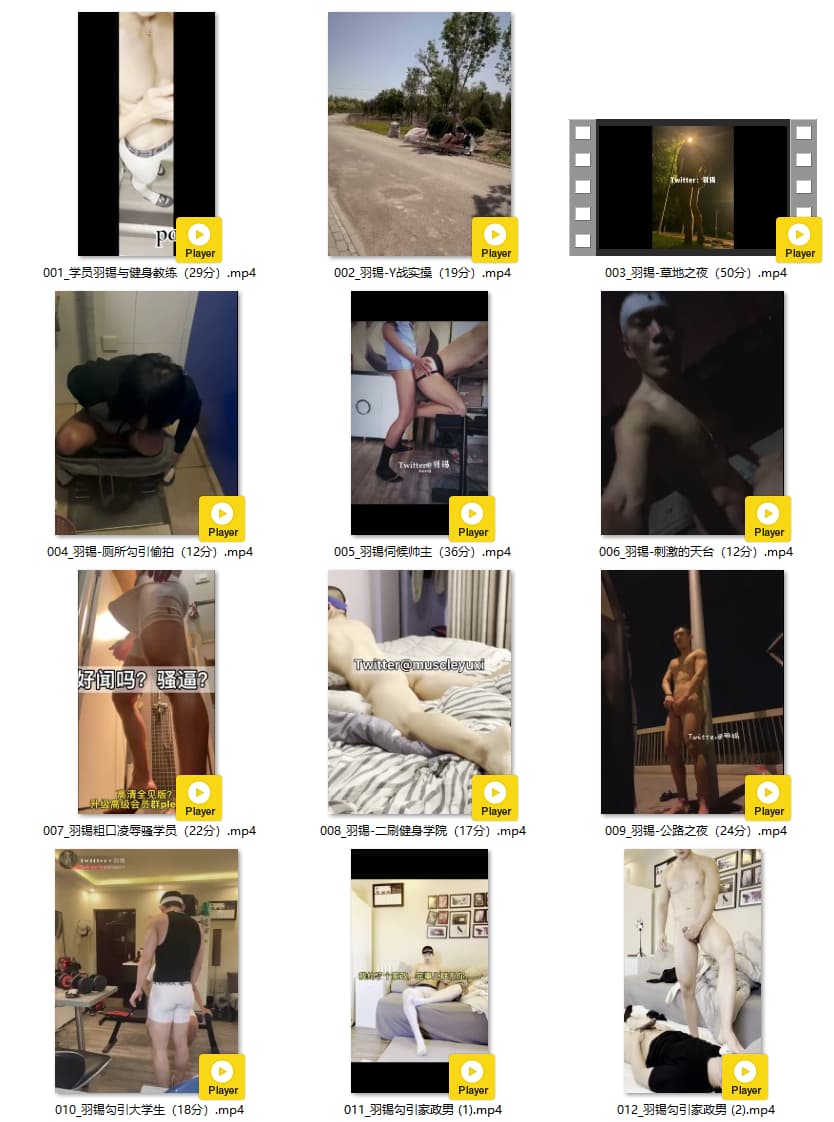 po
Player
Player
Twitter：羽锡
Player
001_学员羽锡与健身教练（29分）.mp4
002_羽锡-Y战实操（19分）.mp4
003_羽锡-草地之夜（50分）.mp4
Player
Twitter@羽锡
Player
Player
004_羽锡-厕所勾引偷拍（12分）.mp4
005_羽锡伺候帅主（36分）.mp4
006_羽锡-刺激的天台（12分）.mp4
好闻吗？骚逼？
高清全见版？
升级高级会员群ple
Player
Twitter@muscleyuxi
Player
Twitter@羽锡
Player
007_羽锡粗口凌辱骚学员（22分）.mp4
008_羽锡-二刷健身学院（17分）.mp4
009_羽锡-公路之夜（24分）.mp4
Twitter
Player
Player
Player
010_羽锡勾引大学生（18分）.mp4
011_羽锡勾引家政男 (1).mp4
012_羽锡勾引家政男 (2).mp4